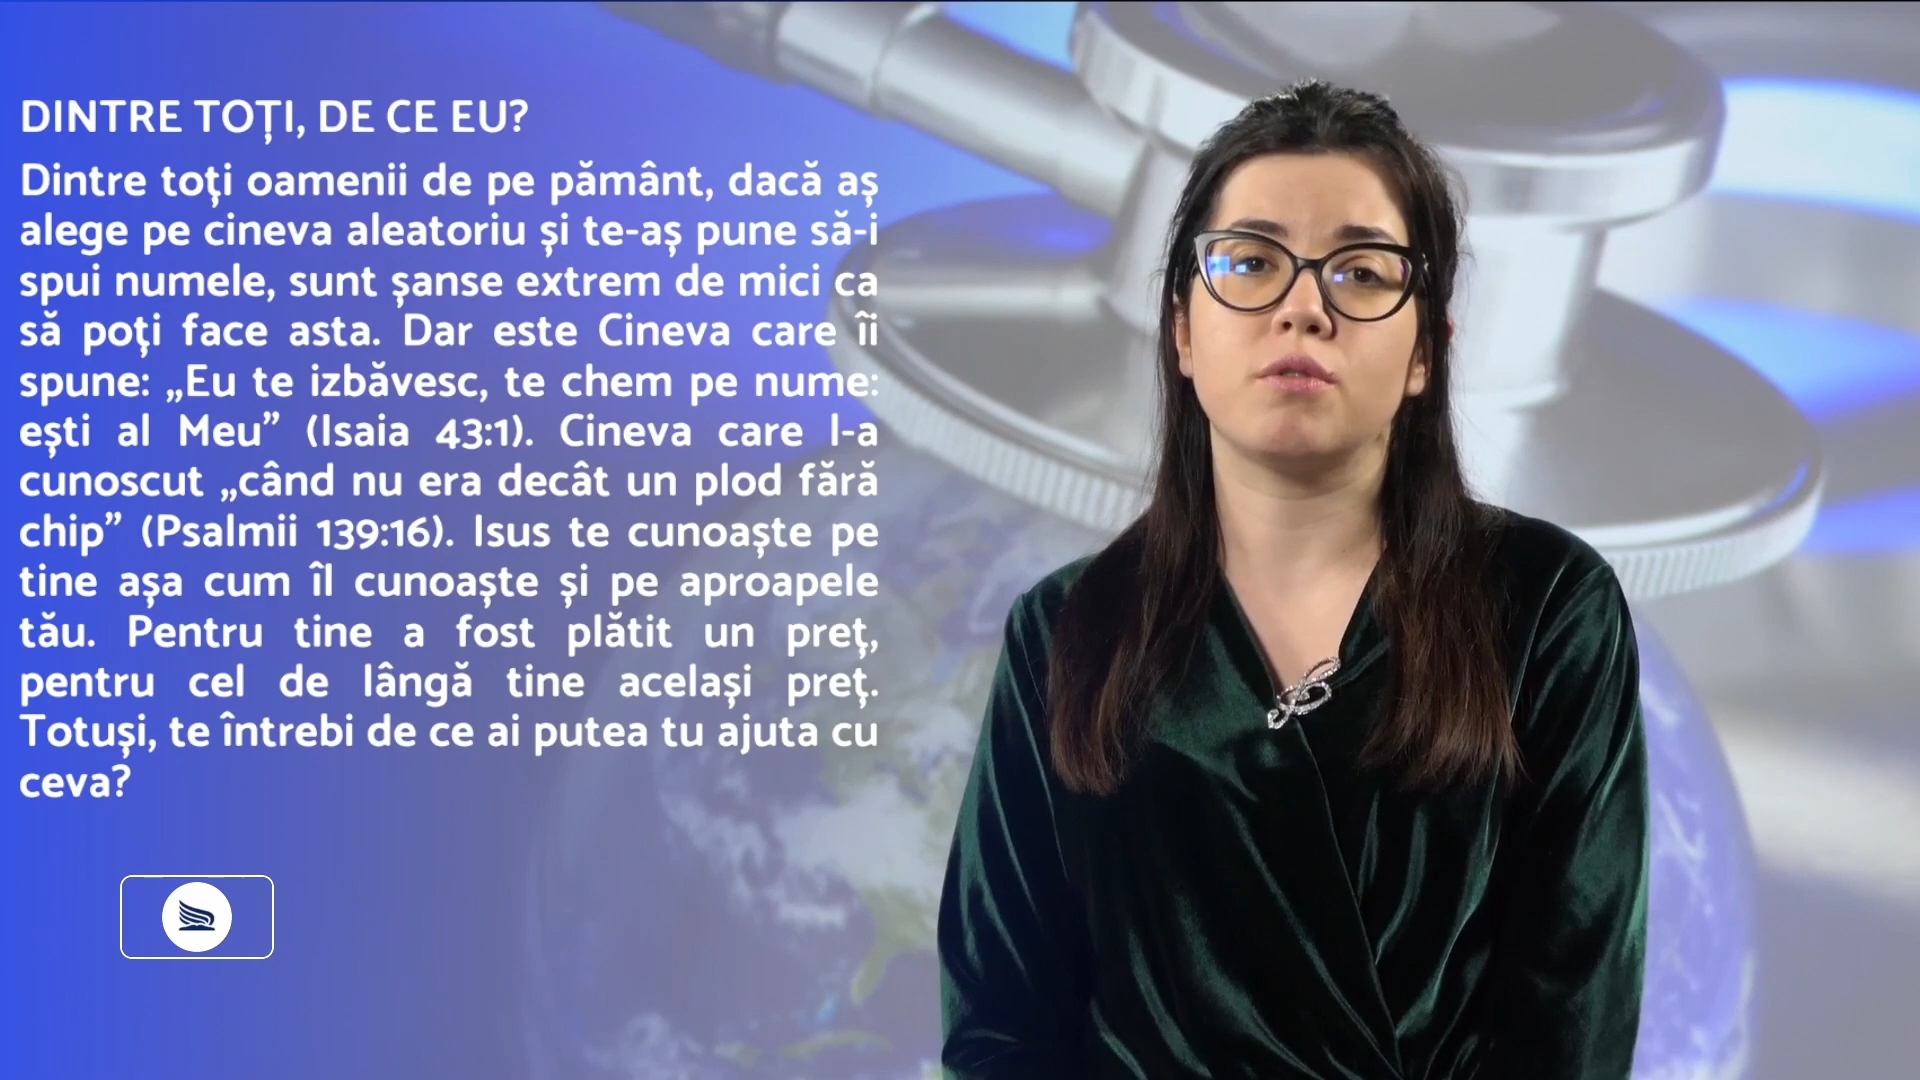 DINTRE TOȚI, DE CE EU?
Dintre toți oamenii de pe pământ, dacă aș
alege pe cineva aleatoriu și te-aș pune să-i
spui numele, sunt șanse extrem de mici ca
să poți face asta. Dar este Cineva care îi
spune: „Eu te izbăvesc, te chem pe nume:
ești al Meu” (Isaia 43:1). Cineva care l-a
cunoscut „când nu era decât un plod fără
chip” (Psalmii 139:16). Isus te cunoaște pe
tine așa cum îl cunoaște și pe aproapele
tău. Pentru tine a fost plătit un preț,
pentru cel de lângă tine același preț.
Totuși, te întrebi de ce ai putea tu ajuta cu
ceva?